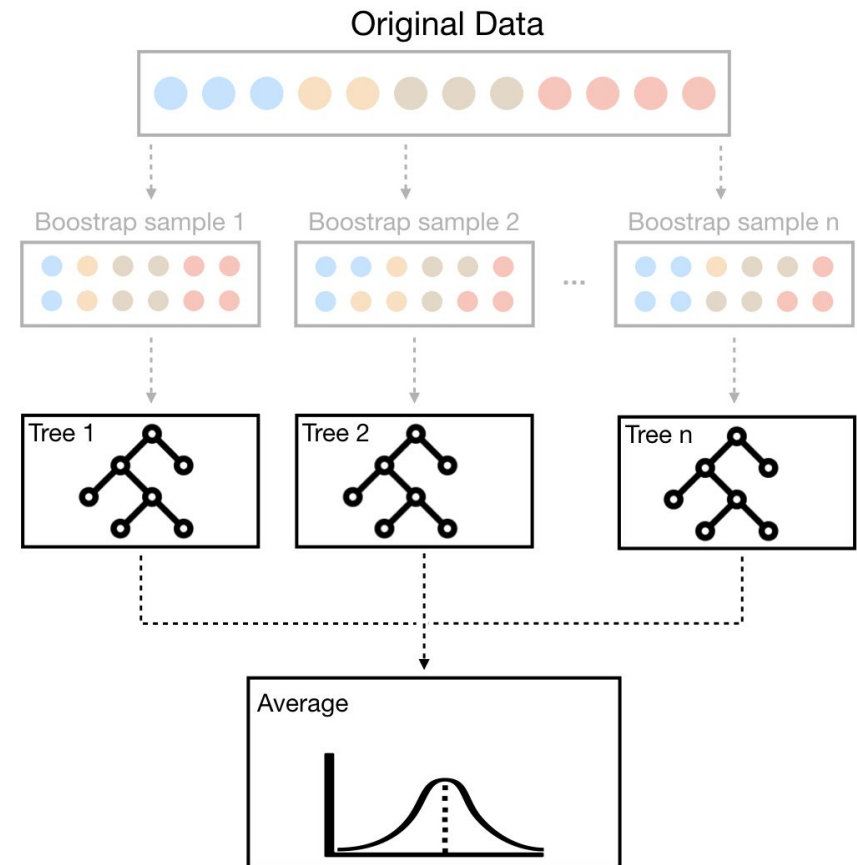 Original Data
Boostrap sample 1
Boostrap sample 2
Boostrap sample n
...
Tree 1
Tree 2
Tree n
Average